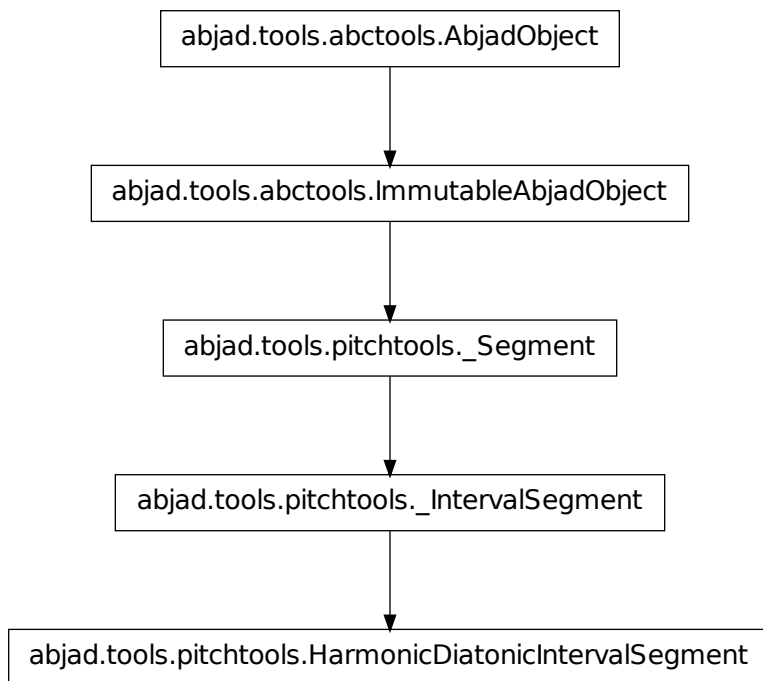 abjad.tools.abctools.AbjadObject
abjad.tools.abctools.ImmutableAbjadObject
abjad.tools.pitchtools._Segment
abjad.tools.pitchtools._IntervalSegment
abjad.tools.pitchtools.HarmonicDiatonicIntervalSegment